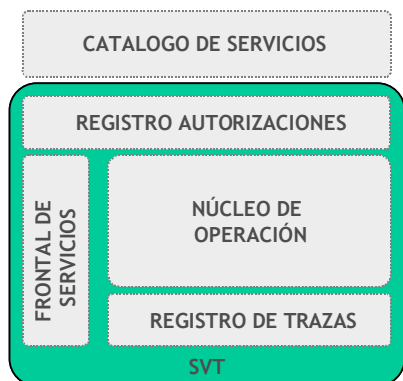 CATALOGO DE SERVICIOS
REGISTRO AUTORIZACIONES
FRONTAL DE
SERVICIOS
NÚCLEO DE
OPERACIÓN
REGISTRO DE TRAZAS
SVT